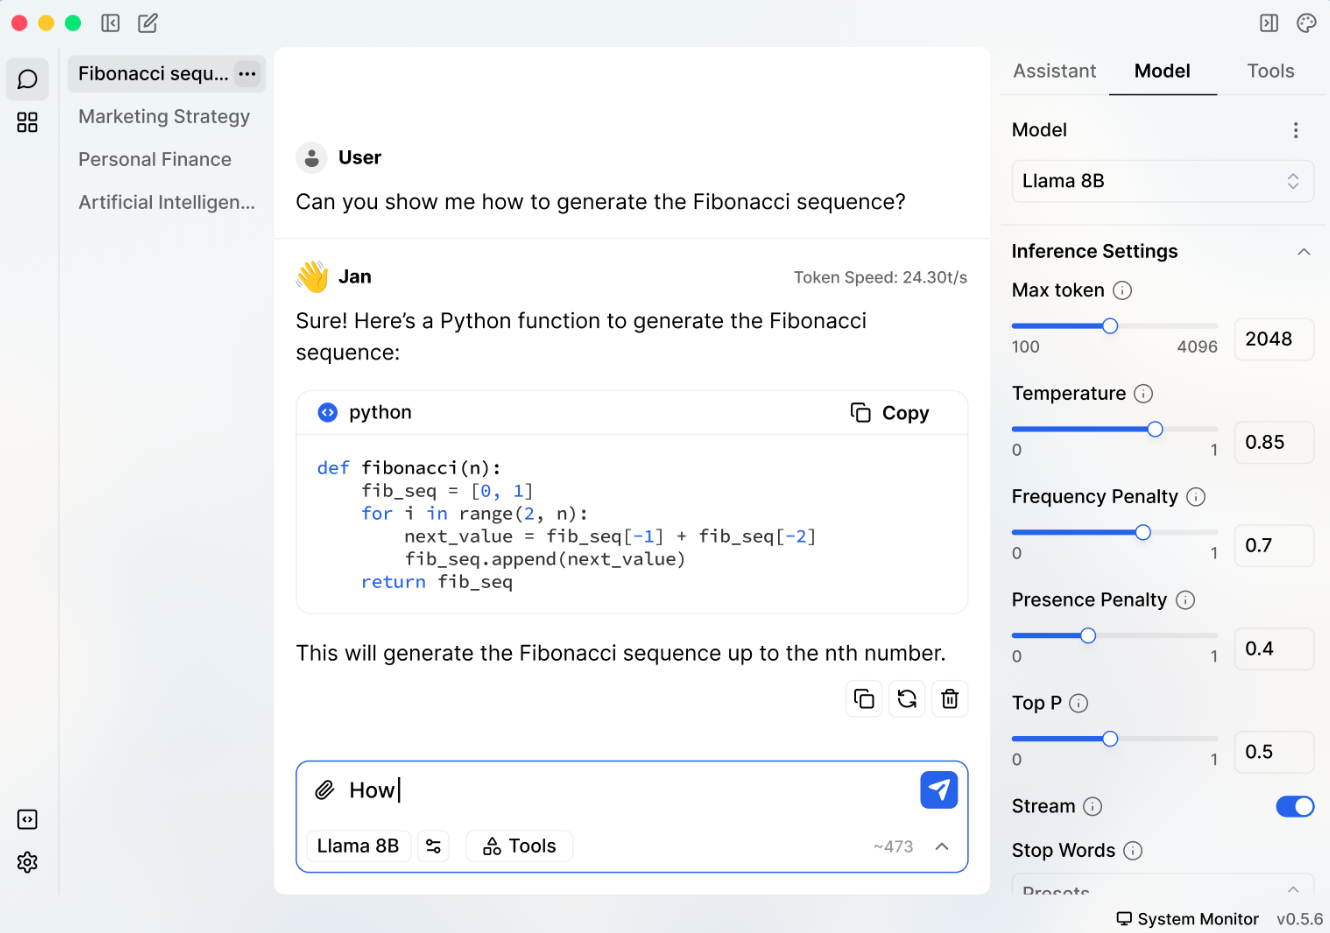 Fibonacci sequ...
Marketing Strategy
Personal Finance
Artificial Intelligen...
User
Can you show me how to generate the Fibonacci sequence?
Jan
Token Speed: 24.30t/s
Sure! Here’s a Python function to generate the Fibonacci
sequence:
python
Copy
def fibonacci(n):
    fib_seq = [0, 1]
    for i in range(2, n):
        next_value = fib_seq[-1] + fib_seq[-2]
        fib_seq.append(next_value)
    return fib_seq
This will generate the Fibonacci sequence up to the nth number.
How
Llama 8B
Tools
~473
Assistant
Model
Tools
Model
Llama 8B
Inference Settings
Max token
100 4096
2048
Temperature
0 1
0.85
Frequency Penalty
0 1
0.7
Presence Penalty
0 1
0.4
Top P
0 1
0.5
Stream
Stop Words
Presets
System Monitor
v0.5.6